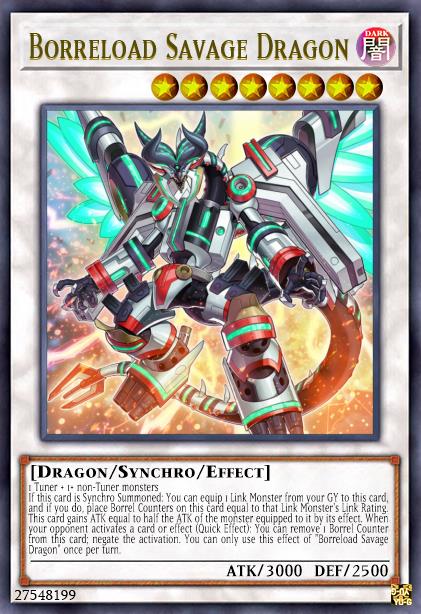 Borreload Savage Dragon
DARK
闇
[Dragon/Synchro/Effect]
1 Tuner + 1+ non-Tuner monsters
If this card is Synchro Summoned: You can equip 1 Link Monster from your GY to this card,
and if you do, place Borrel Counters on this card equal to that Link Monster's Link Rating.
This card gains ATK equal to half the ATK of the monster equipped to it by its effect. When
your opponent activates a card or effect (Quick Effect): You can remove 1 Borrel Counter
from this card; negate the activation. You can only use this effect of "Borreload Savage
Dragon" once per turn.
ATK/3000 DEF/2500
27548199